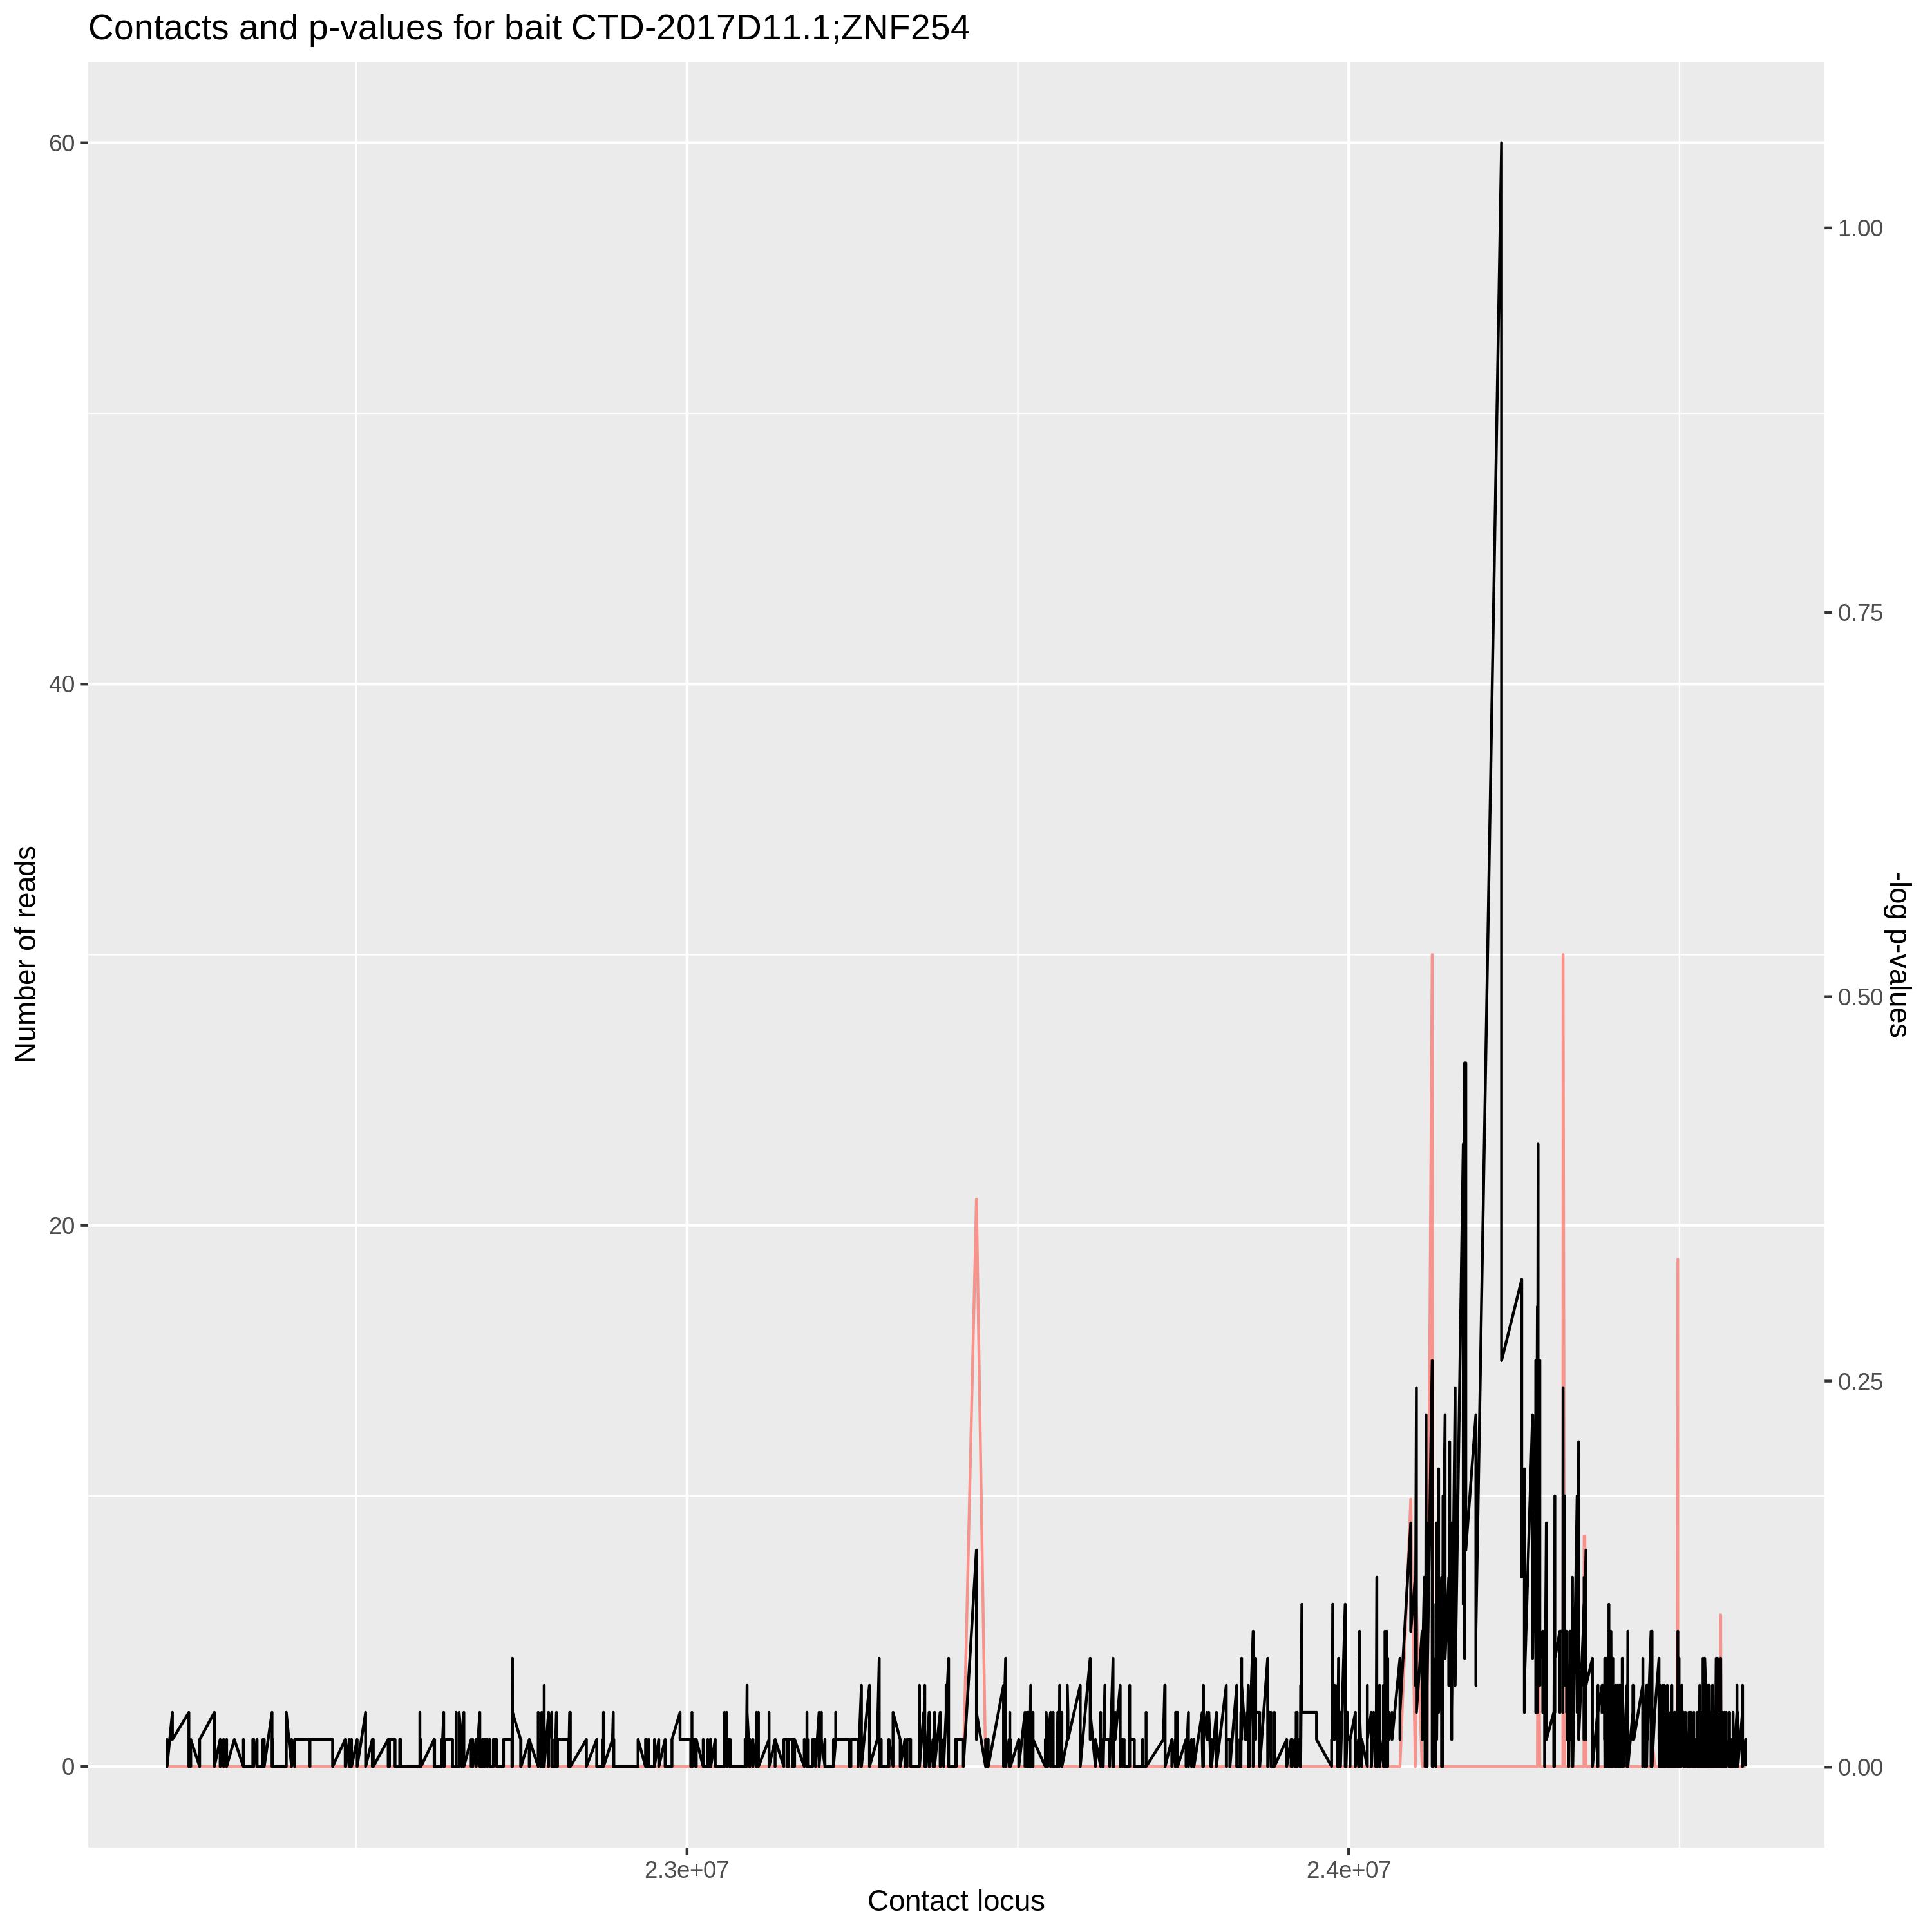 Contacts and p-values for bait CTD-2017D11.1;ZNF254
60
40
20
0
Number of reads
1.00
0.75
0.50
0.25
0.00
-log p-values
2.3e+07
2.4e+07
Contact locus